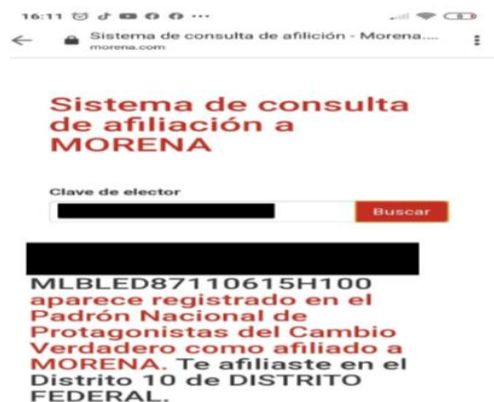 16:11
Sistema de consulta de afilición - Morena....
morena.com
Sistema de consulta
de afiliación a
MORENA
Clave de elector
Buscar
MLBLED87110615H100
aparece registrado en el
Padrón Nacional de
Protagonistas del Cambio
Verdadero como afiliado a
MORENA. Te afiliaste en el
Distrito 10 de DISTRITO
FEDERAL.